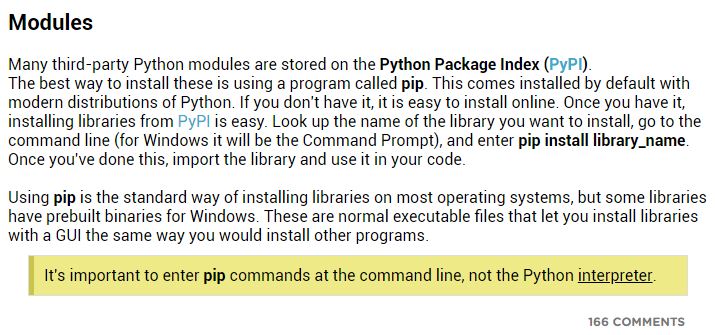 Modules
Many third-party Python modules are stored on the Python Package Index (PyPI).
The best way to install these is using a program called pip. This comes installed by default with
modern distributions of Python. If you don't have it, it is easy to install online. Once you have it,
installing libraries from PyPI is easy. Look up the name of the library you want to install, go to the
command line (for Windows it will be the Command Prompt), and enter pip install library_name.
Once you've done this, import the library and use it in your code.
Using pip is the standard way of installing libraries on most operating systems, but some libraries
have prebuilt binaries for Windows. These are normal executable files that let you install libraries
with a GUI the same way you would install other programs.
It's important to enter pip commands at the command line, not the Python interpreter.
166 COMMENTS